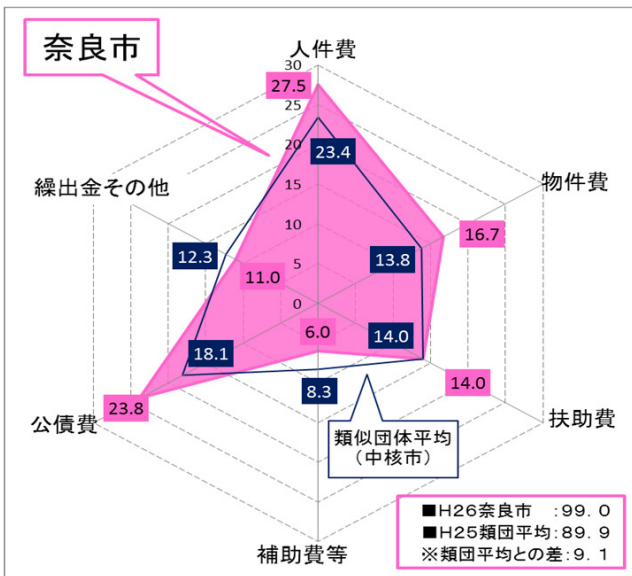 奈良市
人件費
30
27.5
25
20
23.4
15
10
5
0
物件費
16.7
13.8
繰出金その他
12.3
11.0
6.0
14.0
18.1
14.0
扶助費
8.3
23.8
公債費
類似団体平均
（中核市）
補助費等
■H26奈良市 :99.0
■H25類団平均:89.9
※類団平均との差:9.1